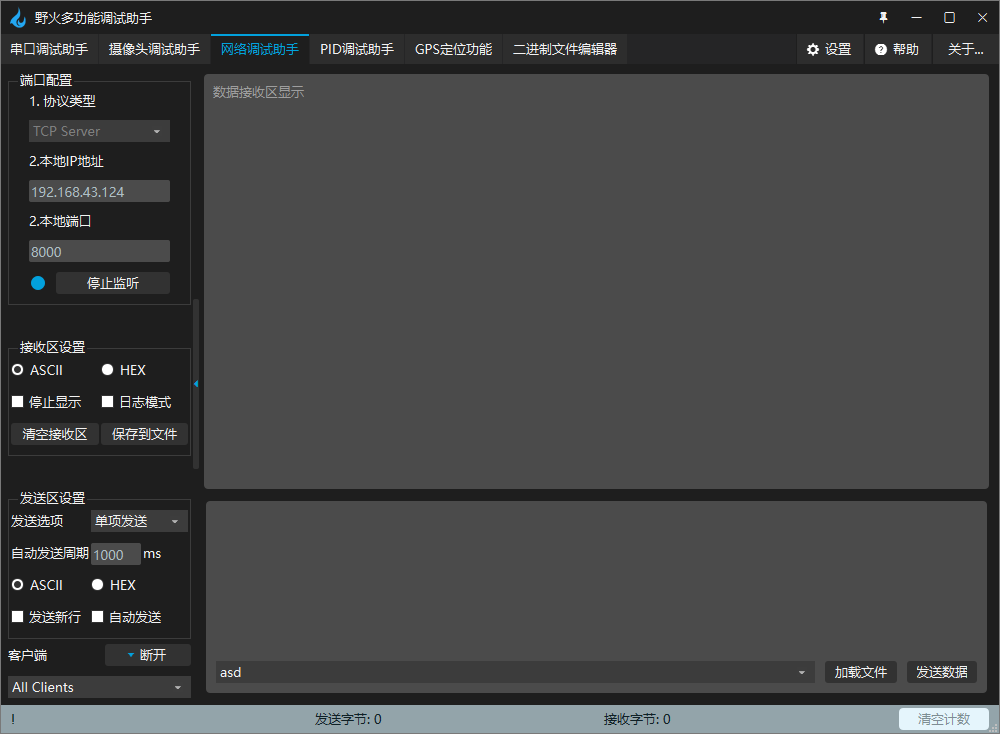 野火多功能调试助手
串口调试助手 摄像头调试助手 网络调试助手 PID调试助手 GPS定位功能 二进制文件编辑器 设置 帮助 关于...
端口配置
1. 协议类型
TCP Server
2.本地IP地址
192.168.43.124
2.本地端口
8000
停止监听
接收区设置
ASCII HEX
停止显示 日志模式
清空接收区 保存到文件
发送区设置
发送选项 单项发送
自动发送周期 1000 ms
ASCII HEX
发送新行 自动发送
客户端 断开
All Clients
数据接收区显示
asd 加载文件 发送数据
! 发送字节: 0 接收字节: 0 清空计数